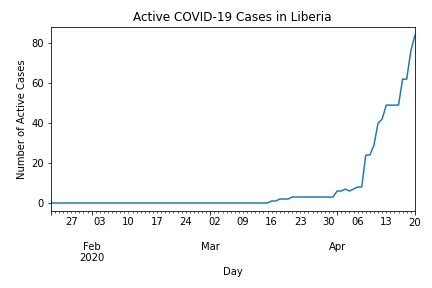 Active COVID-19 Cases in Liberia
Number of Active Cases
80
60
40
20
0
27 03 10 17 24 02 09 16 23 30 06 13 20
Feb Mar Apr
2020
Day